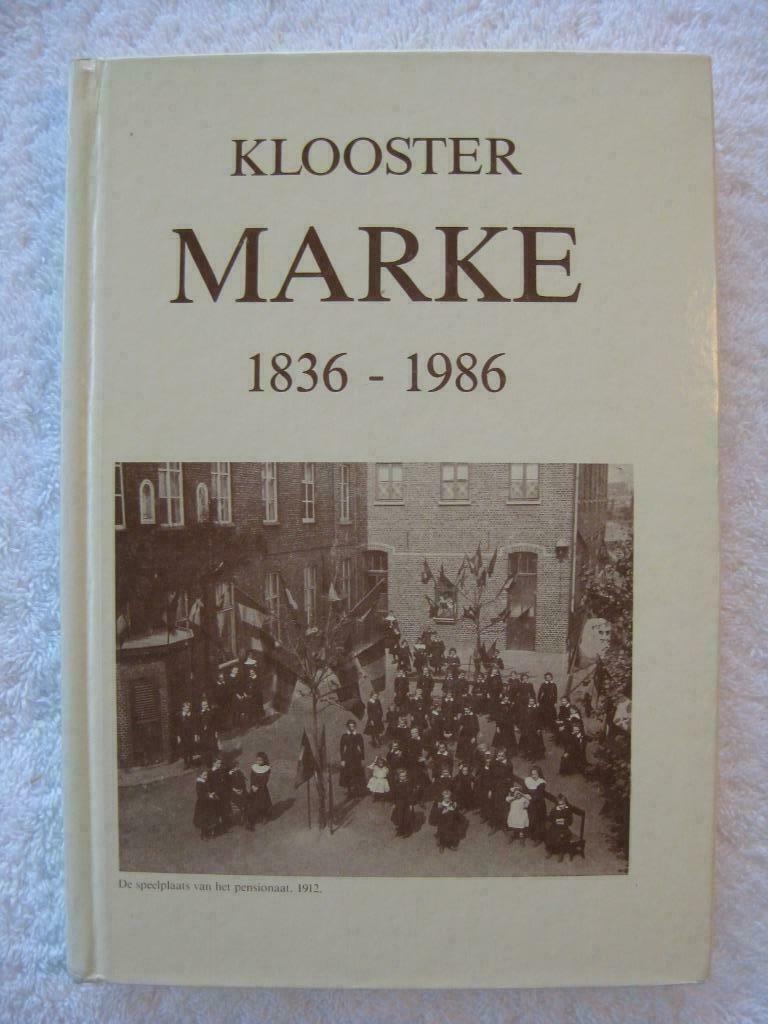 KLOOSTER
MARKE
1836 - 1986
De speelplaats van het pensionaat. 1912.